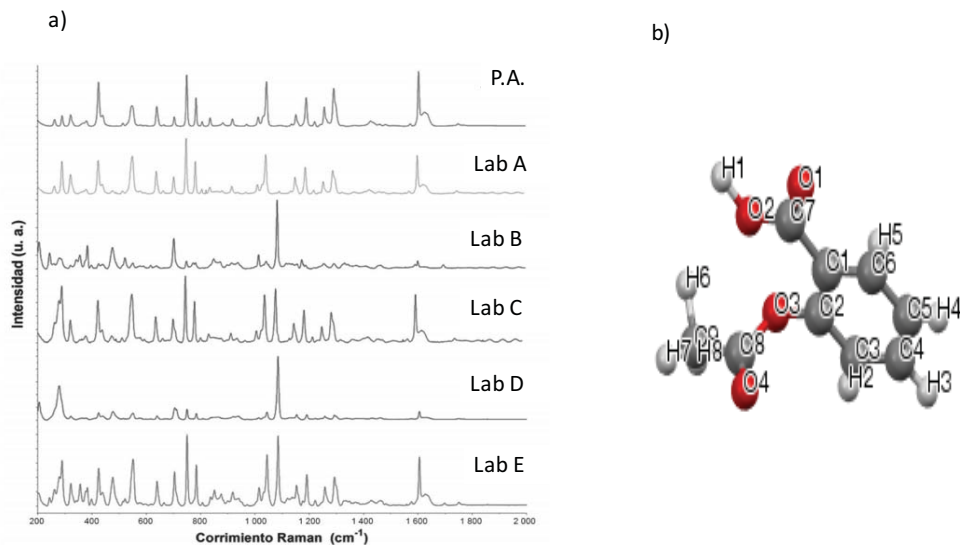 a)
b)
P.A.
Lab A
Lab B
Lab C
Lab D
Lab E
Intensidad (u. a.)
200 400 600 800 1 000 1 200 1 400 1 600 1 800 2 000
Corrimiento Raman (cm-1)
H1
O1
O2
C7
H5
C1
C6
H6
O3
C2
C5
H4
C9
C8
C3
C4
H7
H8
O4
H2
H3